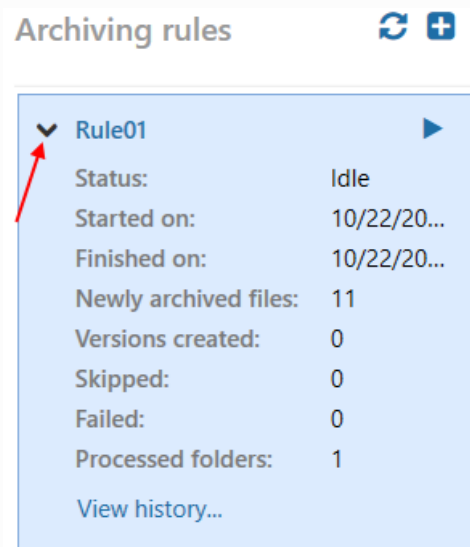 Archiving rules
Rule01
Status: Idle
Started on: 10/22/20...
Finished on: 10/22/20...
Newly archived files: 11
Versions created: 0
Skipped: 0
Failed: 0
Processed folders: 1
View history...